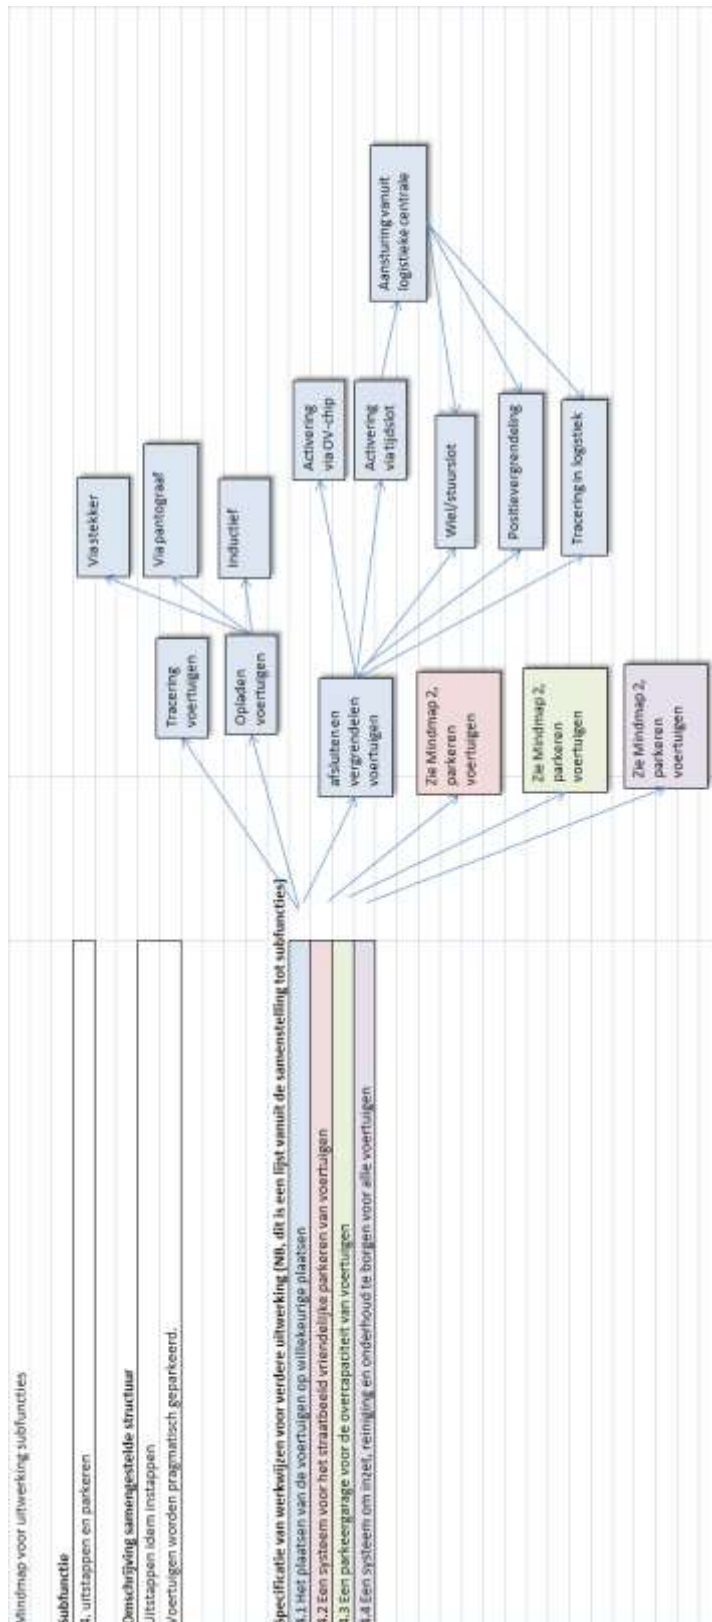 Mindmap voor uitwerking subfuncties
Subfunctie
4. uitstappen en parkeren
Omschrijving samengestelde structuur
Uitstappen idem instappen
Voertuigen worden pragmatisch geparkeerd.
Specificatie van werkwijzen voor verdere uitwerking (NB, dit is een lijst vanuit de samenstelling tot subfuncties)
4.1 Het plaatsen van de voertuigen op willekeurige plaatsen
4.2 Een systeem voor het straatbeeld vriendelijke parkeren van voertuigen
4.3 Een parkeergarage voor de overcapaciteit van voertuigen
4.4 Een systeem om inzet, reiniging en onderhoud te borgen voor alle voertuigen
Tracering
voertuigen
Opladen
voertuigen
Via stekker
Via pantograaf
Inductief
afsluiten en
vergrendelen
voertuigen
Activering
via OV-chip
Activering
via tijdslot
Aansturing vanuit
logistieke centrale
Wiel/stuurslot
Positievergrendeling
Tracering in logistiek
Zie Mindmap 2,
parkeren
voertuigen
Zie Mindmap 2,
parkeren
voertuigen
Zie Mindmap 2,
parkeren
voertuigen